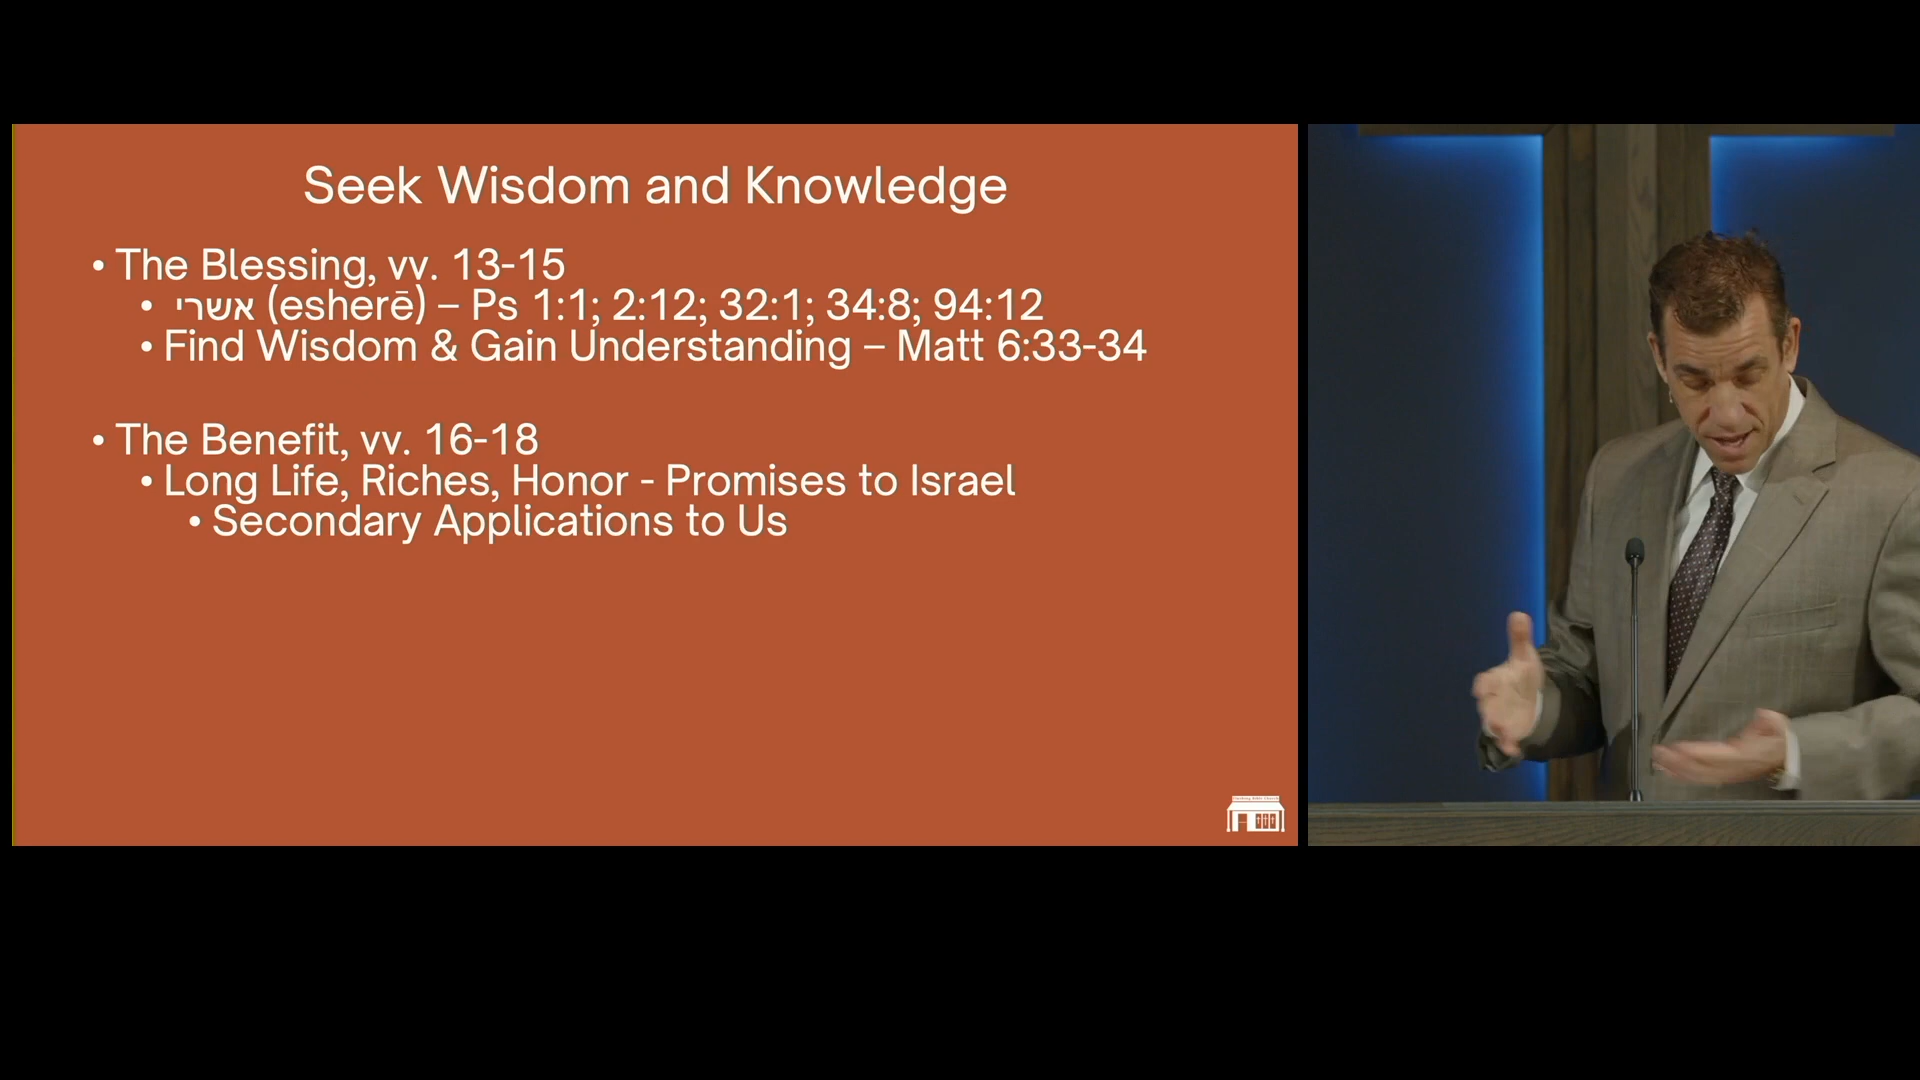 Seek Wisdom and Knowledge
• The Blessing, vv. 13-15
• אשרי (esherē) – Ps 1:1; 2:12; 32:1; 34:8; 94:12
• Find Wisdom & Gain Understanding – Matt 6:33-34
• The Benefit, vv. 16-18
• Long Life, Riches, Honor - Promises to Israel
• Secondary Applications to Us